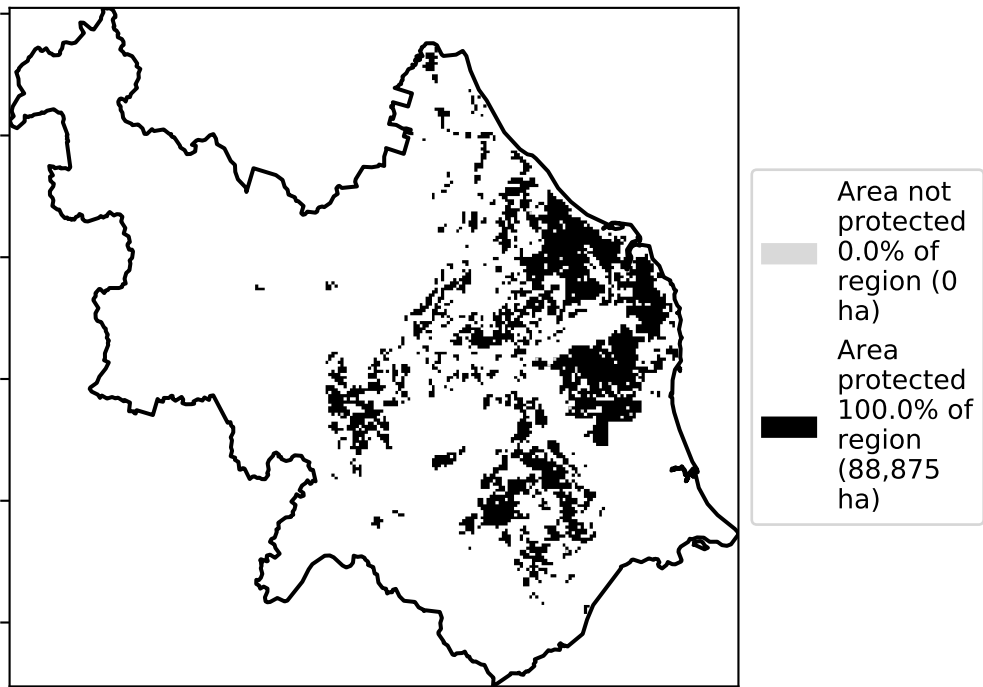 Area not
protected
0.0% of
region (0
ha)
Area
protected
100.0% of
region
(88,875
ha)